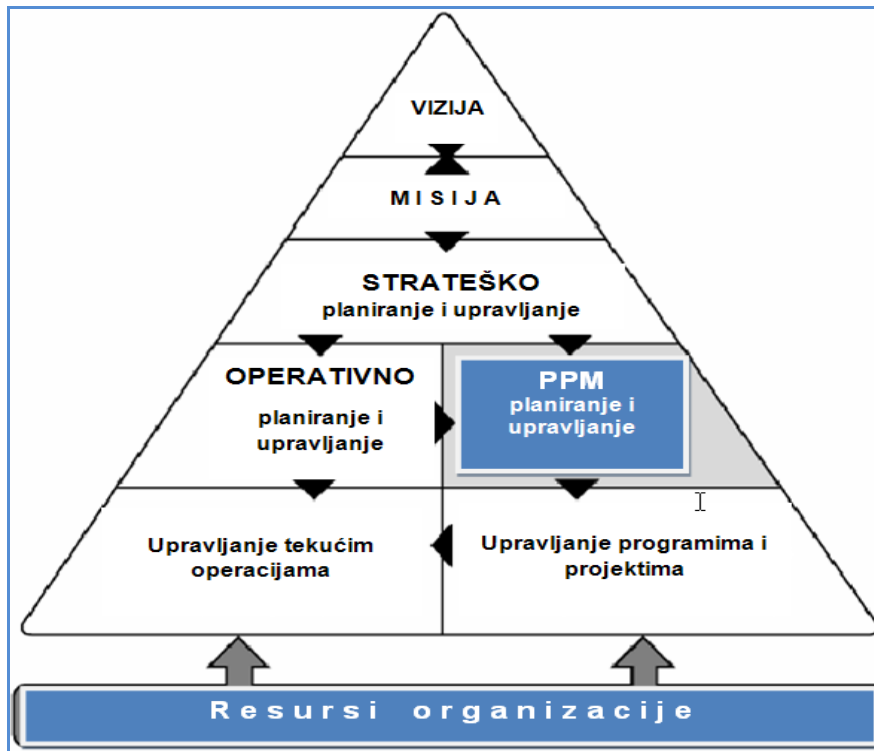 VIZIJA
M I S I J A
STRATEŠKO
planiranje i upravljanje
OPERATIVNO
planiranje i
upravljanje
PPM
planiranje i
upravljanje
Upravljanje tekućim
operacijama
Upravljanje programima i
projektima
Resursi organizacije